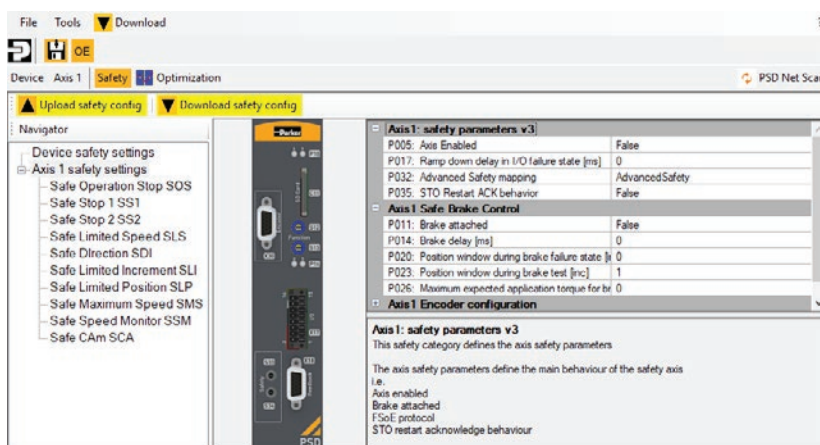 File Tools Download
OE
Device Axis 1 Safety Optimization PSD Net Sca
Upload safety config Download safety config
Navigator
Device safety settings
Axis 1 safety settings
Safe Operation Stop SOS
Safe Stop 1 SS1
Safe Stop 2 SS2
Safe Limited Speed SLS
Safe DIrection SDI
Safe Limited Increment SLI
Safe Limited Position SLP
Safe Maximum Speed SMS
Safe Speed Monitor SSM
Safe CAm SCA
Parker
SD Card
Function
Safety
Feedback
PSD
Axis1: safety parameters v3
P005: Axis Enabled False
P017: Ramp down delay in I/O failure state [ms] 0
P032: Advanced Safety mapping AdvancedSafety
P035: STO Restart ACK behavior False
Axis1 Safe Brake Control
P011: Brake attached False
P014: Brake delay [ms] 0
P020: Position window during brake failure state [i 0
P023: Position window during brake test [inc] 1
P026: Maximum expected application torque for br 0
Axis1 Encoder configuration
Axis1: safety parameters v3
This safety category defines the axis safety parameters
The axis safety parameters define the main behaviour of the safety axis
i.e.
Axis enabled
Brake attached
FSoE protocol
STO restart acknowledge behaviour